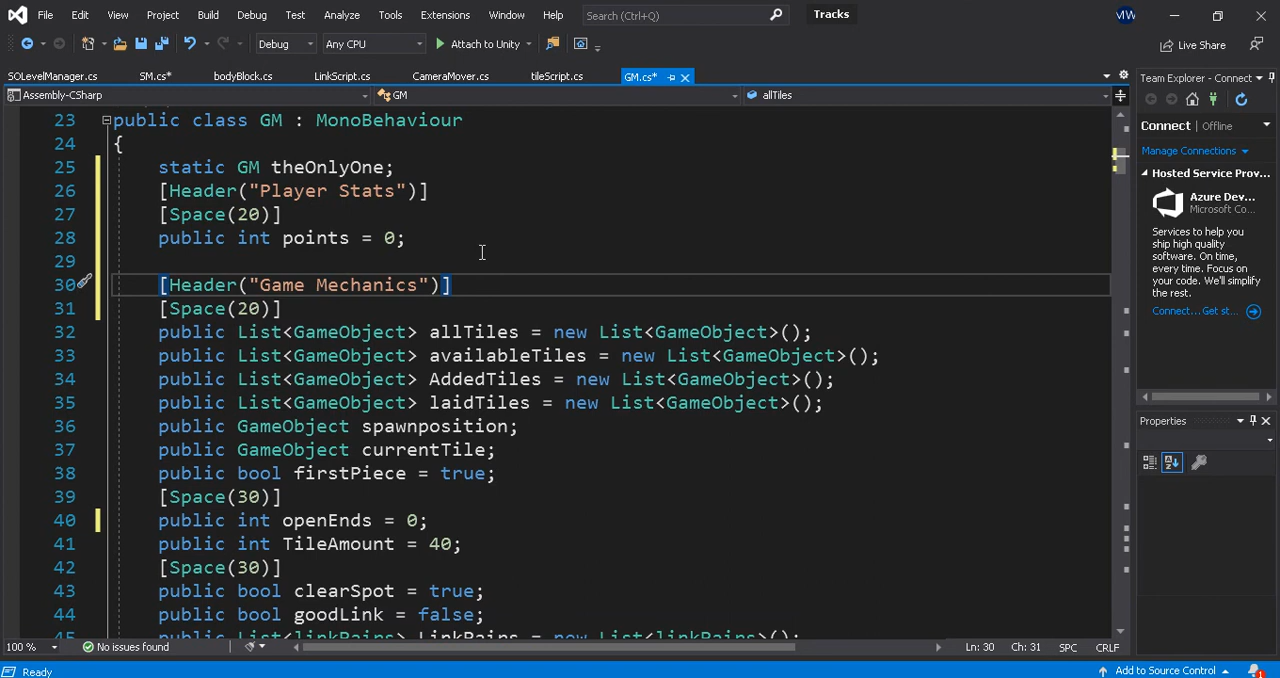 File Edit View Project Build Debug Test Analyze Tools Extensions Window Help Search (Ctrl+Q) Tracks MW
Debug Any CPU Attach to Unity Live Share
SOLevelManager.cs SM.cs* bodyBlock.cs LinkScript.cs CameraMover.cs tileScript.cs GM.cs*
Assembly-CSharp GM allTiles
23 public class GM : MonoBehaviour
24 {
25 static GM theOnlyOne;
26 [Header("Player Stats")]
27 [Space(20)]
28 public int points = 0;
29
30 [Header("Game Mechanics")]
31 [Space(20)]
32 public List<GameObject> allTiles = new List<GameObject>();
33 public List<GameObject> availableTiles = new List<GameObject>();
34 public List<GameObject> AddedTiles = new List<GameObject>();
35 public List<GameObject> laidTiles = new List<GameObject>();
36 public GameObject spawnposition;
37 public GameObject currentTile;
38 public bool firstPiece = true;
39 [Space(30)]
40 public int openEnds = 0;
41 public int TileAmount = 40;
42 [Space(30)]
43 public bool clearSpot = true;
44 public bool goodLink = false;
45 public List<linkPairs> LinkPairs = new List<linkPairs>();
100 % No issues found Ln: 30 Ch: 31 SPC CRLF
Ready Add to Source Control
Team Explorer - Connect
Connect Offline
Manage Connections
Hosted Service Prov...
Azure Dev...
Microsoft Co...
Services to help you
ship high quality
software. On time,
every time. Focus on
your code. We'll simplify
the rest.
Connect... Get st...
Properties